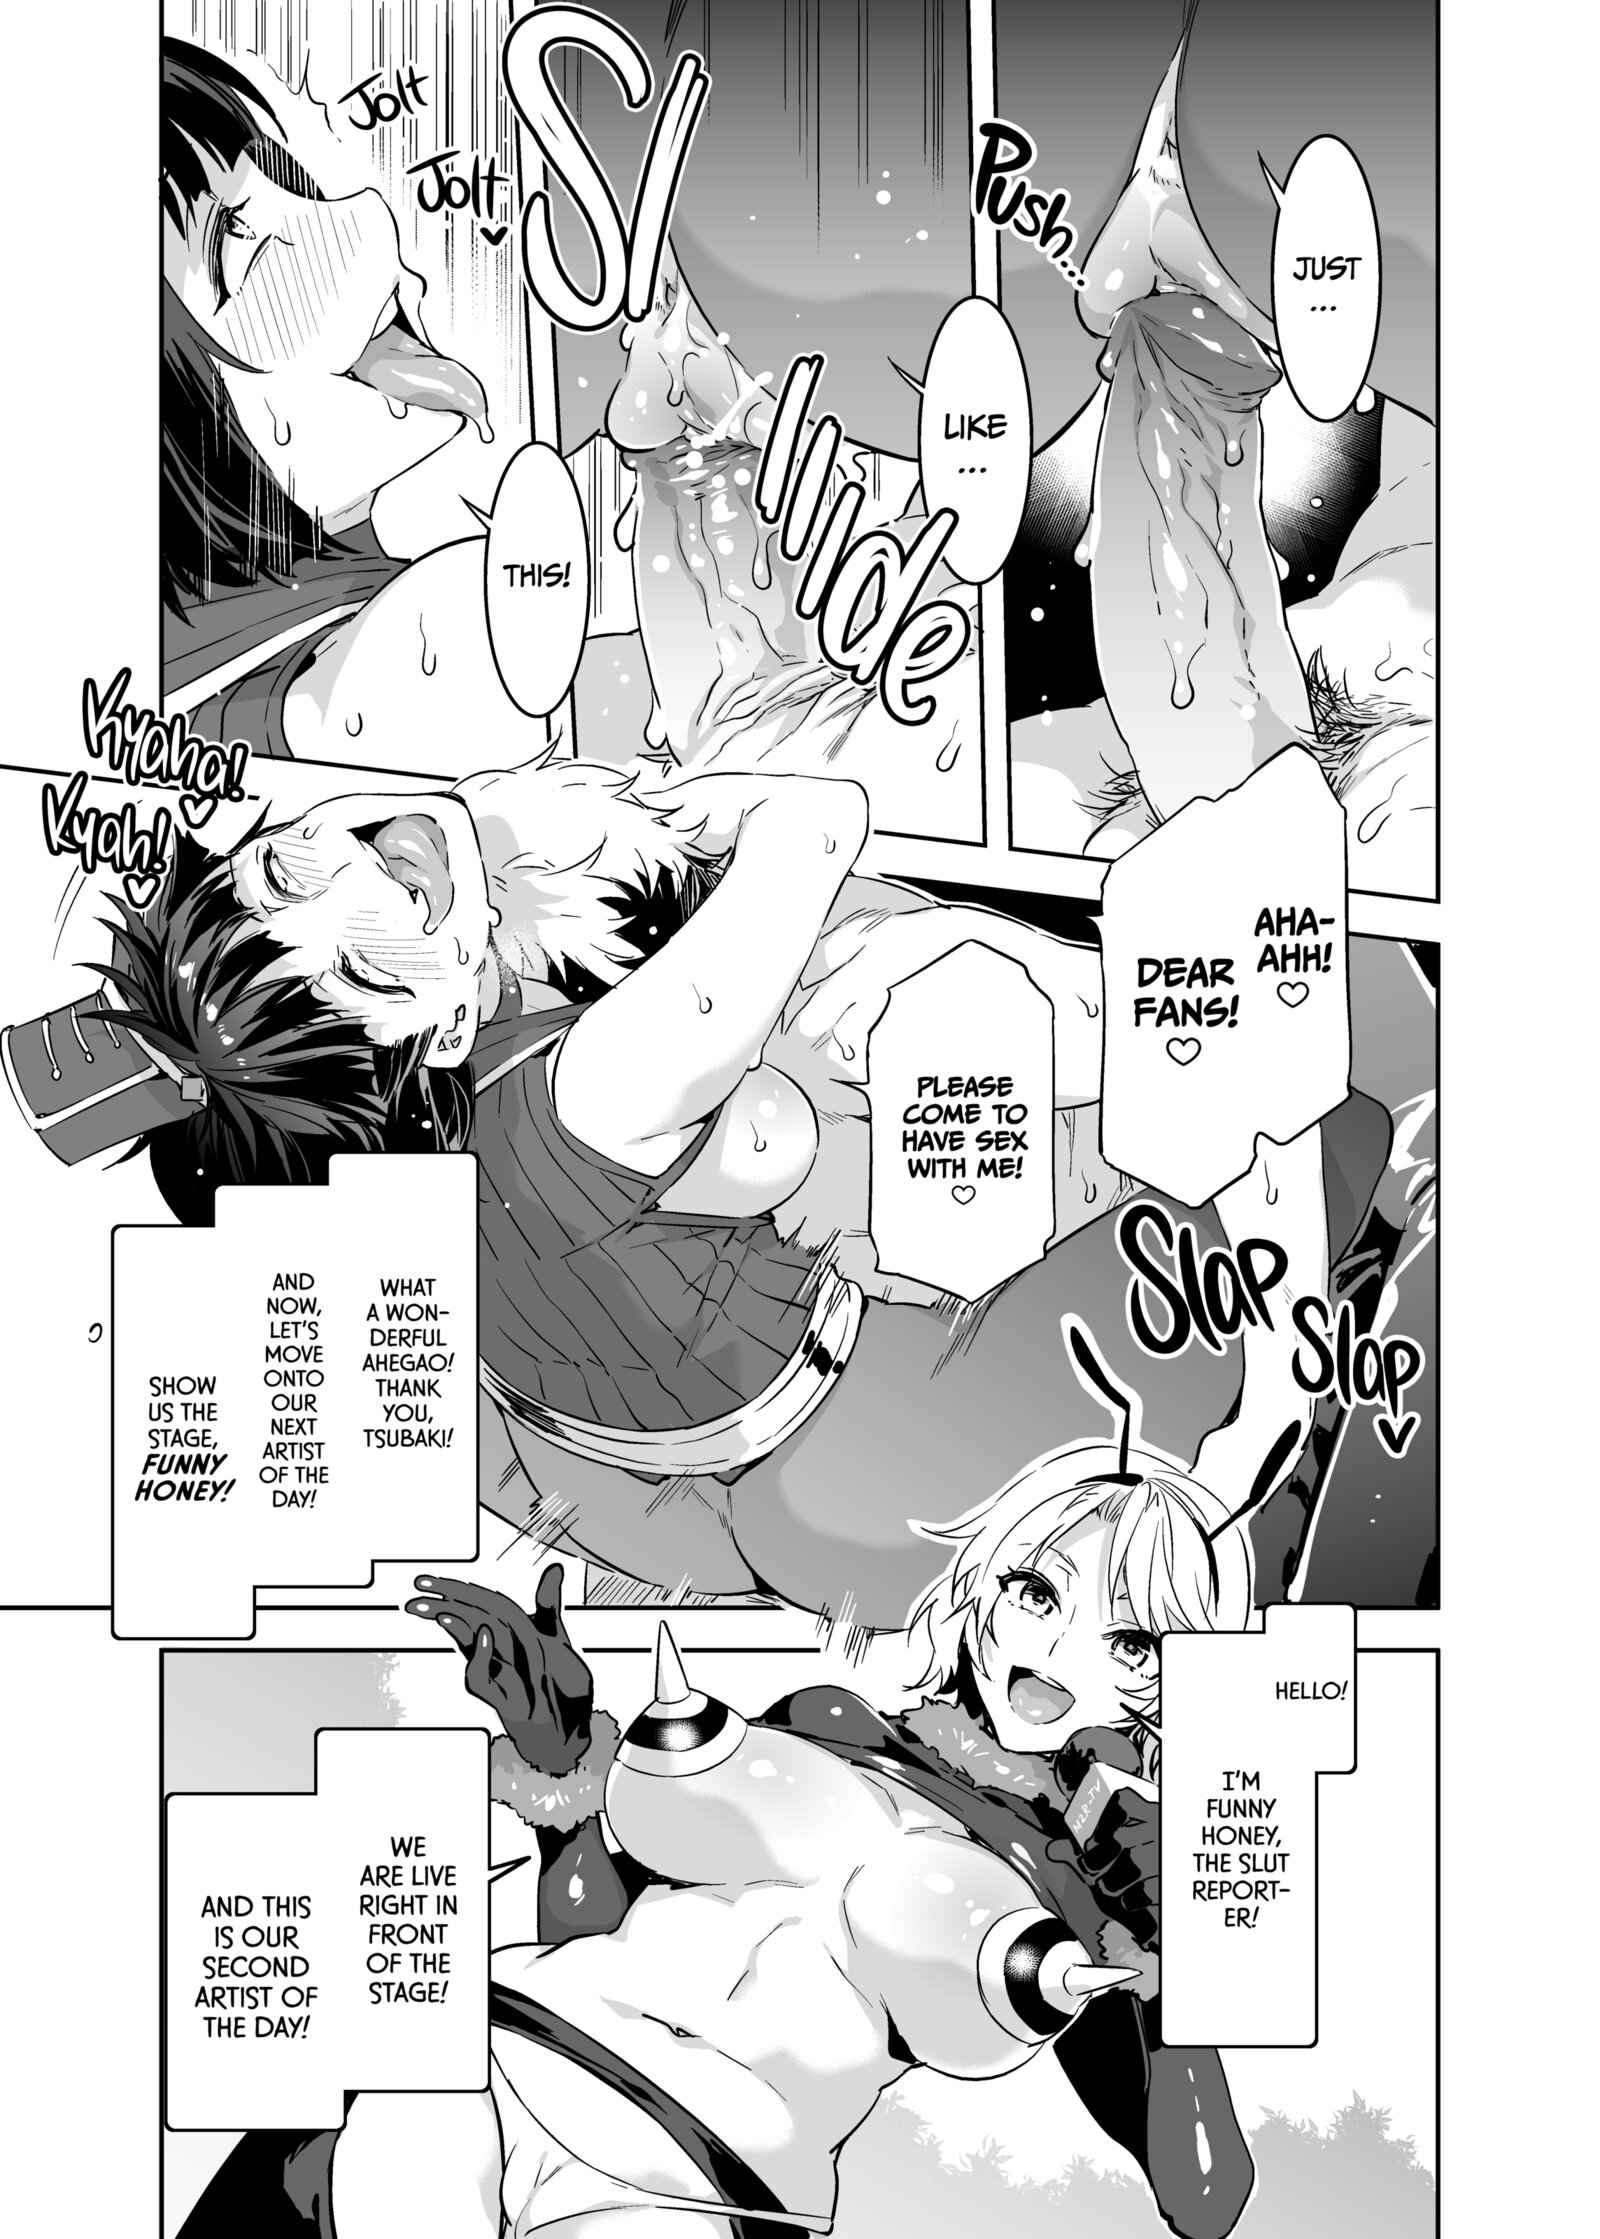 JUST
...
Push...
LIKE
...
Slllllide
THIS!
Jolt
Jolt
AHA-
AHH!
DEAR
FANS!
PLEASE
COME TO
HAVE SEX
WITH ME!
Kyaha!
Kyah!
Slap
Slap
WHAT
A WON-
DERFUL
AHEGAO!
THANK
YOU,
TSUBAKI!
AND
NOW,
LET'S
MOVE
ONTO
OUR
NEXT
ARTIST
OF THE
DAY!
SHOW
US THE
STAGE,
FUNNY
HONEY!
HELLO!
I'M
FUNNY
HONEY,
THE SLUT
REPORT-
ER!
M2R-TV
WE
ARE LIVE
RIGHT IN
FRONT
OF THE
STAGE!
AND THIS
IS OUR
SECOND
ARTIST OF
THE DAY!